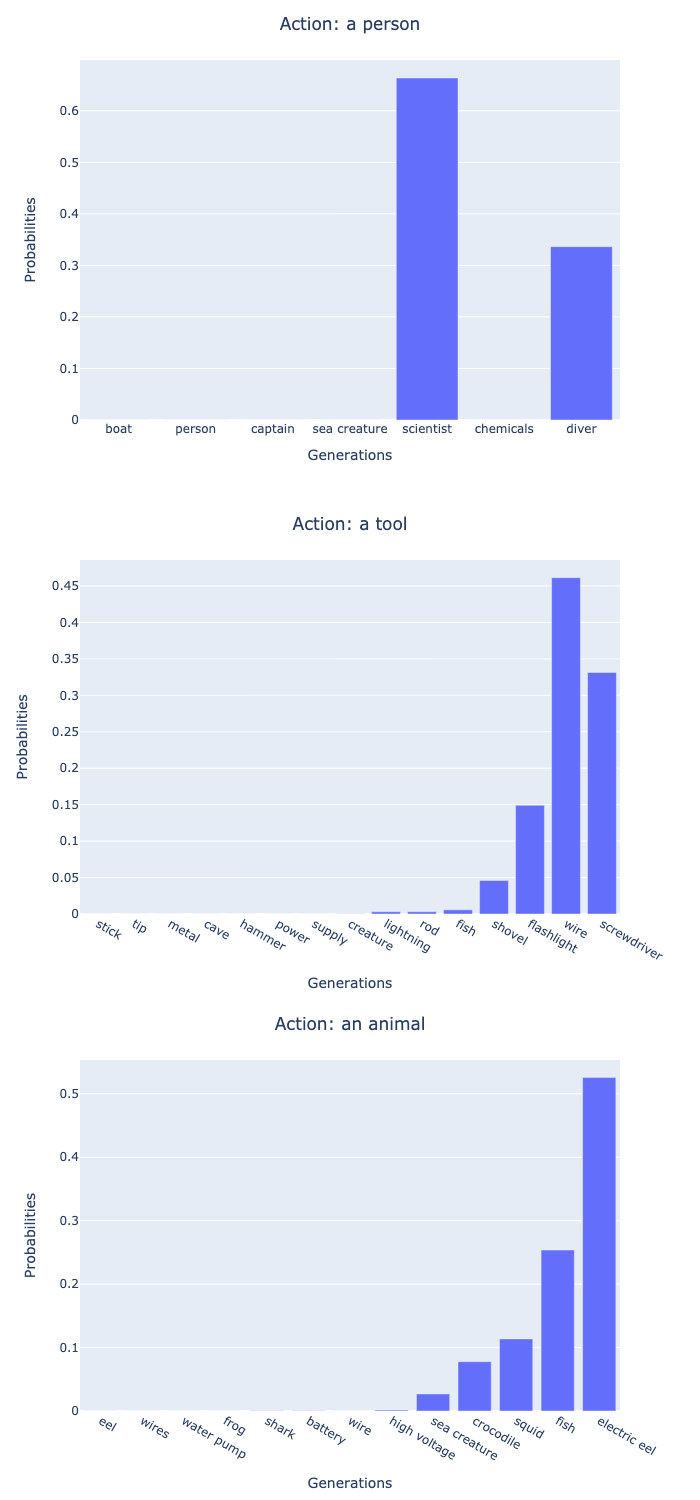 Action: a person
Probabilities
0.6
0.5
0.4
0.3
0.2
0.1
0
boat person captain sea creature scientist chemicals diver
Generations
Action: a tool
Probabilities
0.45
0.4
0.35
0.3
0.25
0.2
0.15
0.1
0.05
0
stick tip metal cave hammer power supply creature lightning rod fish shovel flashlight wire screwdriver
Generations
Action: an animal
Probabilities
0.5
0.4
0.3
0.2
0.1
0
eel wires water pump frog shark battery wire high voltage sea creature crocodile squid fish electric eel
Generations